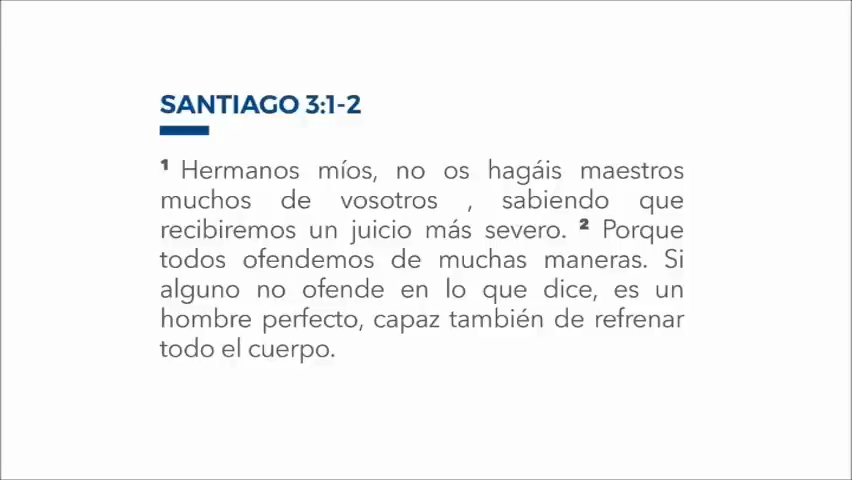 SANTIAGO 3:1-2
¹ Hermanos míos, no os hagáis maestros
muchos de vosotros , sabiendo que
recibiremos un juicio más severo. ² Porque
todos ofendemos de muchas maneras. Si
alguno no ofende en lo que dice, es un
hombre perfecto, capaz también de refrenar
todo el cuerpo.